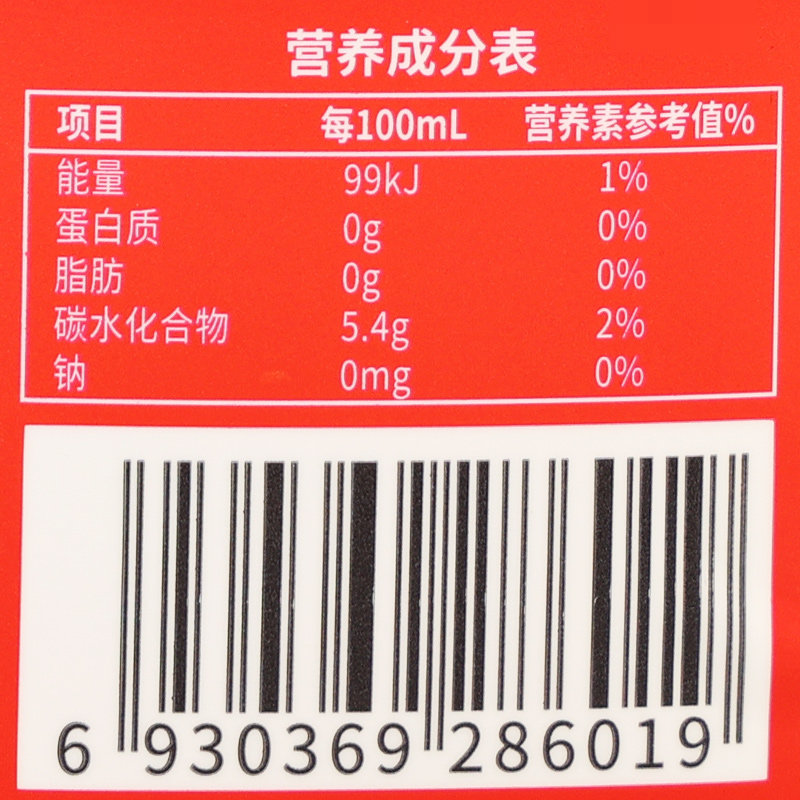 营养成分表
项目 每100mL 营养素参考值%
能量 99kJ 1%
蛋白质 0g 0%
脂肪 0g 0%
碳水化合物 5.4g 2%
钠 0mg 0%
6 930369 286019